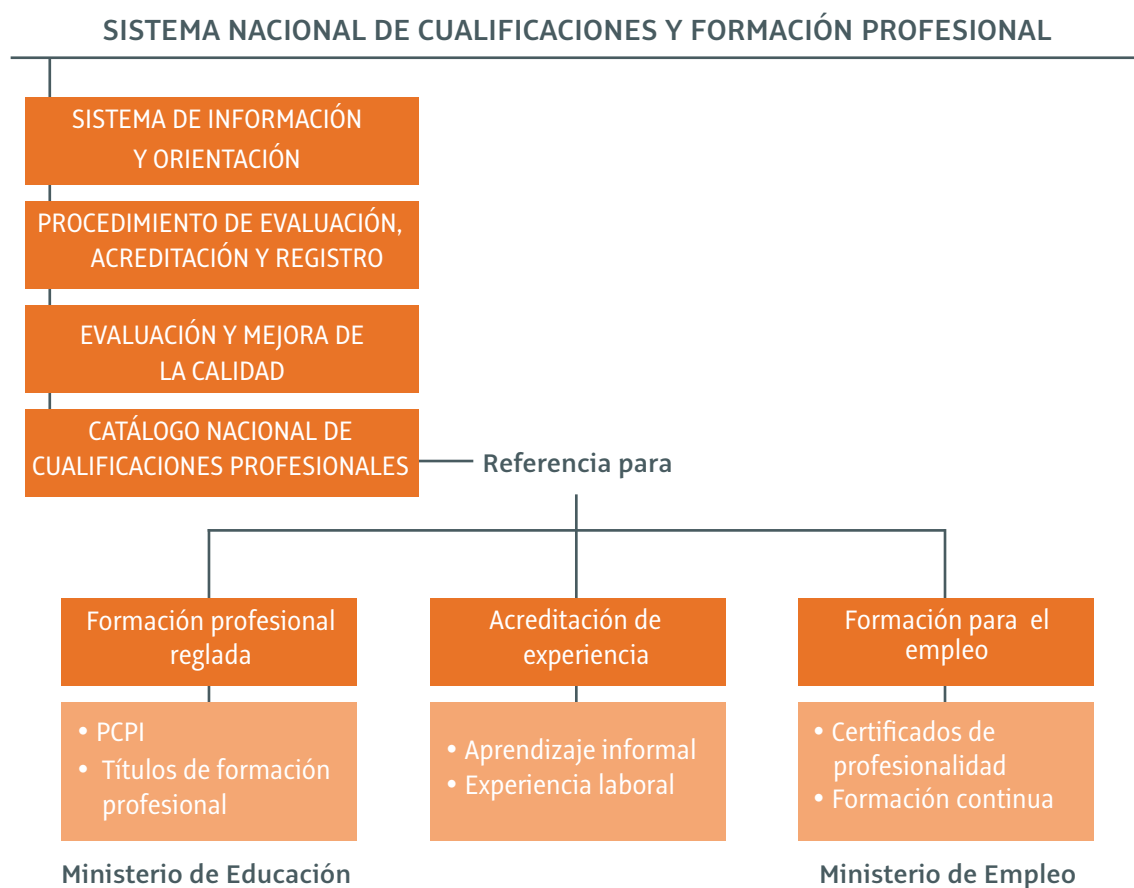 SISTEMA NACIONAL DE CUALIFICACIONES Y FORMACIÓN PROFESIONAL
SISTEMA DE INFORMACIÓN
Y ORIENTACIÓN
PROCEDIMIENTO DE EVALUACIÓN,
ACREDITACIÓN Y REGISTRO
EVALUACIÓN Y MEJORA DE
LA CALIDAD
CATÁLOGO NACIONAL DE
CUALIFICACIONES PROFESIONALES
Referencia para
Formación profesional
reglada
• PCPI
• Títulos de formación
profesional
Ministerio de Educación
Acreditación de
experiencia
• Aprendizaje informal
• Experiencia laboral
Formación para el
empleo
• Certificados de
profesionalidad
• Formación continua
Ministerio de Empleo